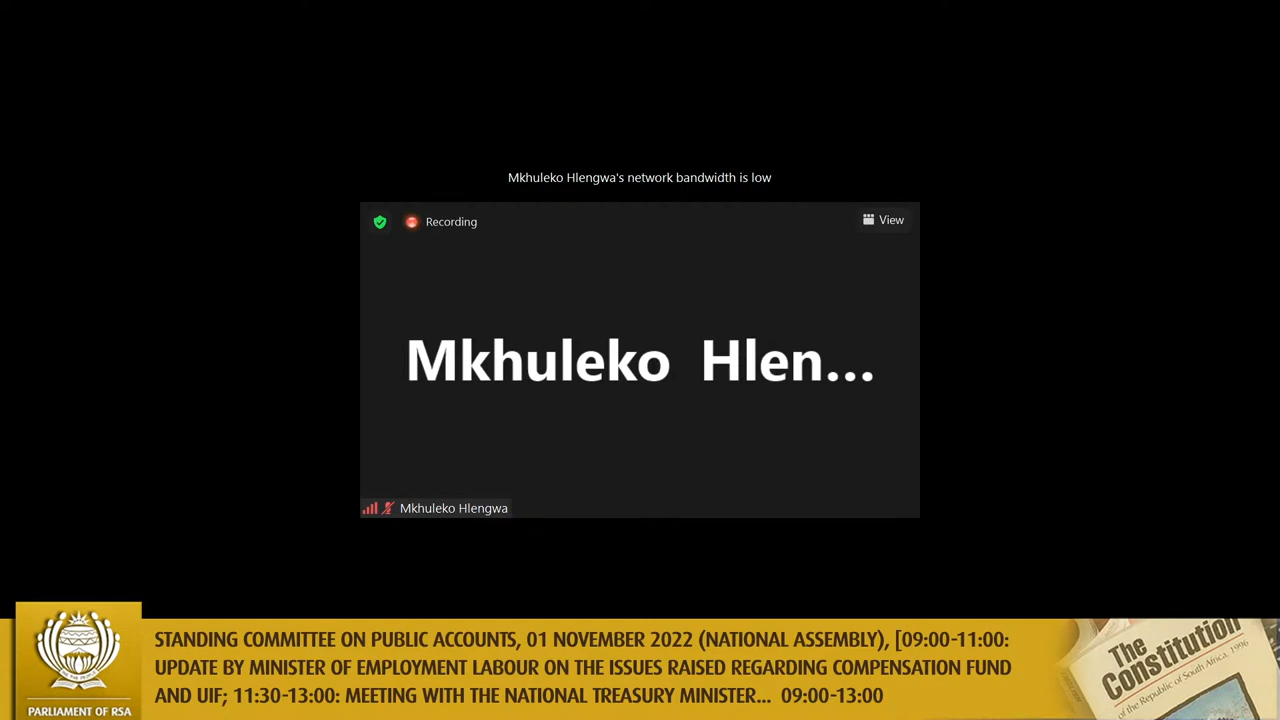 Mkhuleko Hlengwa's network bandwidth is low
Recording
View
Mkhuleko Hlen...
Mkhuleko Hlengwa
STANDING COMMITTEE ON PUBLIC ACCOUNTS, 01 NOVEMBER 2022 (NATIONAL ASSEMBLY), [09:00-11:00:
UPDATE BY MINISTER OF EMPLOYMENT LABOUR ON THE ISSUES RAISED REGARDING COMPENSATION FUND
AND UIF; 11:30-13:00: MEETING WITH THE NATIONAL TREASURY MINISTER... 09:00-13:00
PARLIAMENT OF RSA
The
Constitution
of the Republic of South Africa, 1996